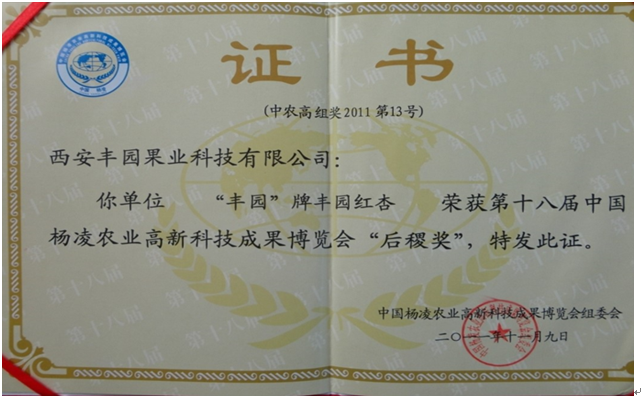 证书
(中农高组奖2011第13号)
西安丰园果业科技有限公司:
你单位 “丰园”牌丰园红杏 荣获第十八届中国
杨凌农业高新科技成果博览会“后稷奖”,特发此证。
中国杨凌农业高新科技成果博览会组委会
二〇一一年十一月九日